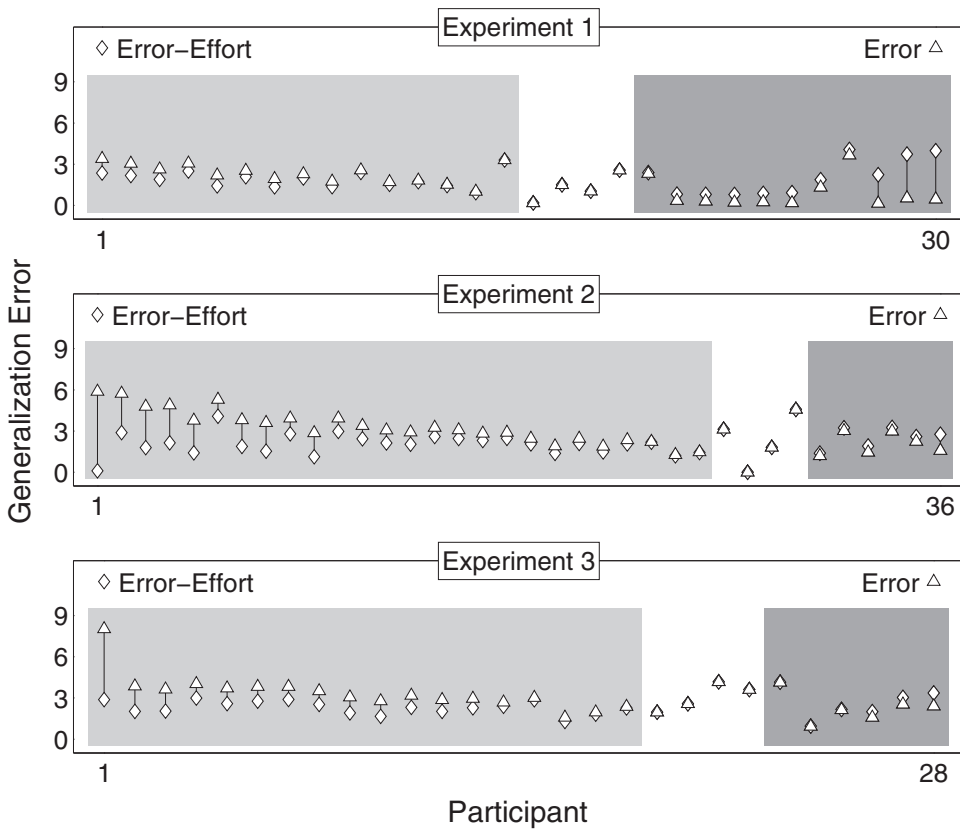 Experiment 1
Error−Effort
Error
9
6
3
0
1
30
Experiment 2
Error−Effort
Error
9
6
3
0
1
36
Generalization Error
Experiment 3
Error−Effort
Error
9
6
3
0
1
28
Participant